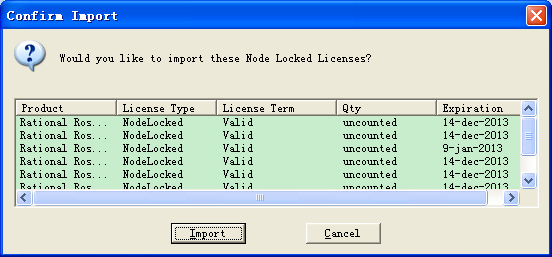 Confirm Import
Would you like to import these Node Locked Licenses?
Product License Type License Term Qty Expiration
Rational Ros... NodeLocked Valid uncounted 14-dec-2013
Rational Ros... NodeLocked Valid uncounted 14-dec-2013
Rational Ros... NodeLocked Valid uncounted 9-jan-2013
Rational Ros... NodeLocked Valid uncounted 14-dec-2013
Rational Ros... NodeLocked Valid uncounted 14-dec-2013
Rational Ros... NodeLocked Valid uncounted 14-dec-2013
Import Cancel